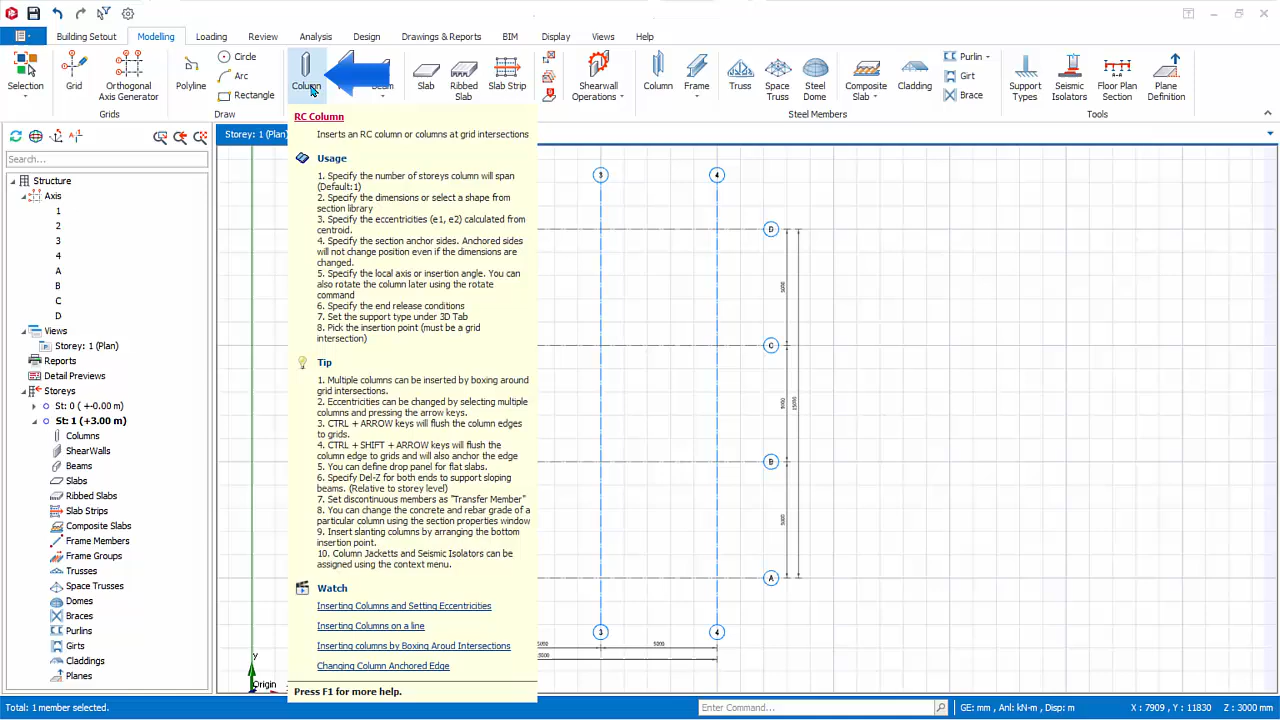 Building Setout
Modelling
Loading
Review
Analysis
Design
Drawings & Reports
BIM
Display
Views
Help
Selection
Grid
Orthogonal
Axis Generator
Grids
Polyline
Circle
Arc
Rectangle
Draw
Column
Beam
Slab
Ribbed
Slab
Slab Strip
Shearwall
Operations
Column
Frame
Truss
Space
Truss
Steel
Dome
Composite
Slab
Cladding
Purlin
Girt
Brace
Steel Members
Support
Types
Seismic
Isolators
Floor Plan
Section
Plane
Definition
Tools
Search...
Structure
Axis
1
2
3
4
A
B
C
D
Views
Storey: 1 (Plan)
Reports
Detail Previews
Storeys
St: 0 ( +-0.00 m)
St: 1 (+3.00 m)
Columns
ShearWalls
Beams
Slabs
Ribbed Slabs
Slab Strips
Composite Slabs
Frame Members
Frame Groups
Trusses
Space Trusses
Domes
Braces
Purlins
Girts
Claddings
Planes
Storey: 1 (Plan)
RC Column
Inserts an RC column or columns at grid intersections
Usage
1. Specify the number of storeys column will span
(Default:1)
2. Specify the dimensions or select a shape from
section library
3. Specify the eccentricities (e1, e2) calculated from
centroid.
4. Specify the section anchor sides. Anchored sides
will not change position even if the dimensions are
changed.
5. Specify the local axis or insertion angle. You can
also rotate the column later using the rotate
command
6. Specify the end release conditions
7. Set the support type under 3D Tab
8. Pick the insertion point (must be a grid
intersection)
Tip
1. Multiple columns can be inserted by boxing around
grid intersections.
2. Eccentricities can be changed by selecting multiple
columns and pressing the arrow keys.
3. CTRL + ARROW keys will flush the column edges
to grids.
4. CTRL + SHIFT + ARROW keys will flush the
column edge to grids and will also anchor the edge
5. You can define drop panel for flat slabs.
6. Specify Del-Z for both ends to support sloping
beams. (Relative to storey level)
7. Set discontinuous members as "Transfer Member"
8. You can change the concrete and rebar grade of a
particular column using the section properties window
9. Insert slanting columns by arranging the bottom
insertion point.
10. Column Jacketts and Seismic Isolators can be
assigned using the context menu.
Watch
Inserting Columns and Setting Eccentricities
Inserting Columns on a line
Inserting columns by Boxing Aroud Intersections
Changing Column Anchored Edge
Press F1 for more help.
3
4
D
C
B
A
3
4
5000
15000
y
Origin
Total: 1 member selected.
Enter Command...
GE: mm , Anl: kN-m , Disp: m
X : 7909 , Y : 11830
Z : 3000 mm